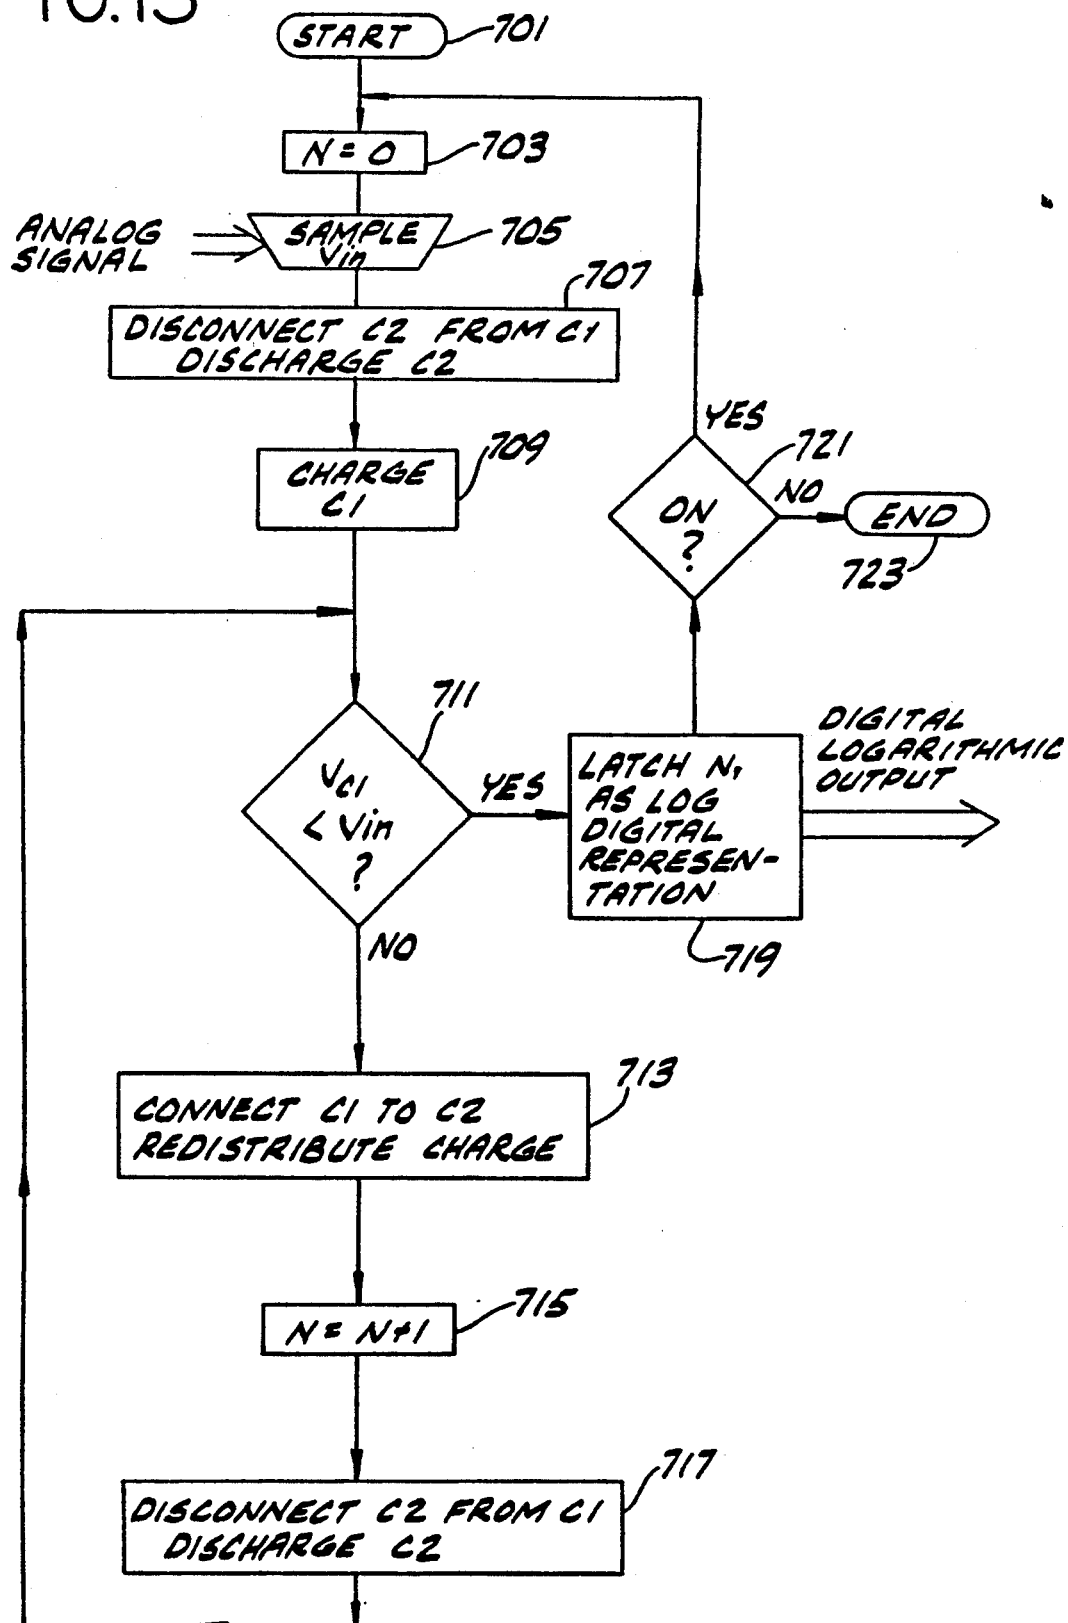 IG.13
START
701
N = 0
703
ANALOG
SIGNAL
SAMPLE
Vin
705
707
DISCONNECT C2 FROM C1
DISCHARGE C2
CHARGE
C1
709
YES
721
ON
?
NO
END
723
711
VC1
< Vin
?
YES
NO
LATCH N,
AS LOG
DIGITAL
REPRESEN-
TATION
719
DIGITAL
LOGARITHMIC
OUTPUT
CONNECT C1 TO C2
REDISTRIBUTE CHARGE
713
N = N+1
715
DISCONNECT C2 FROM C1
DISCHARGE C2
717